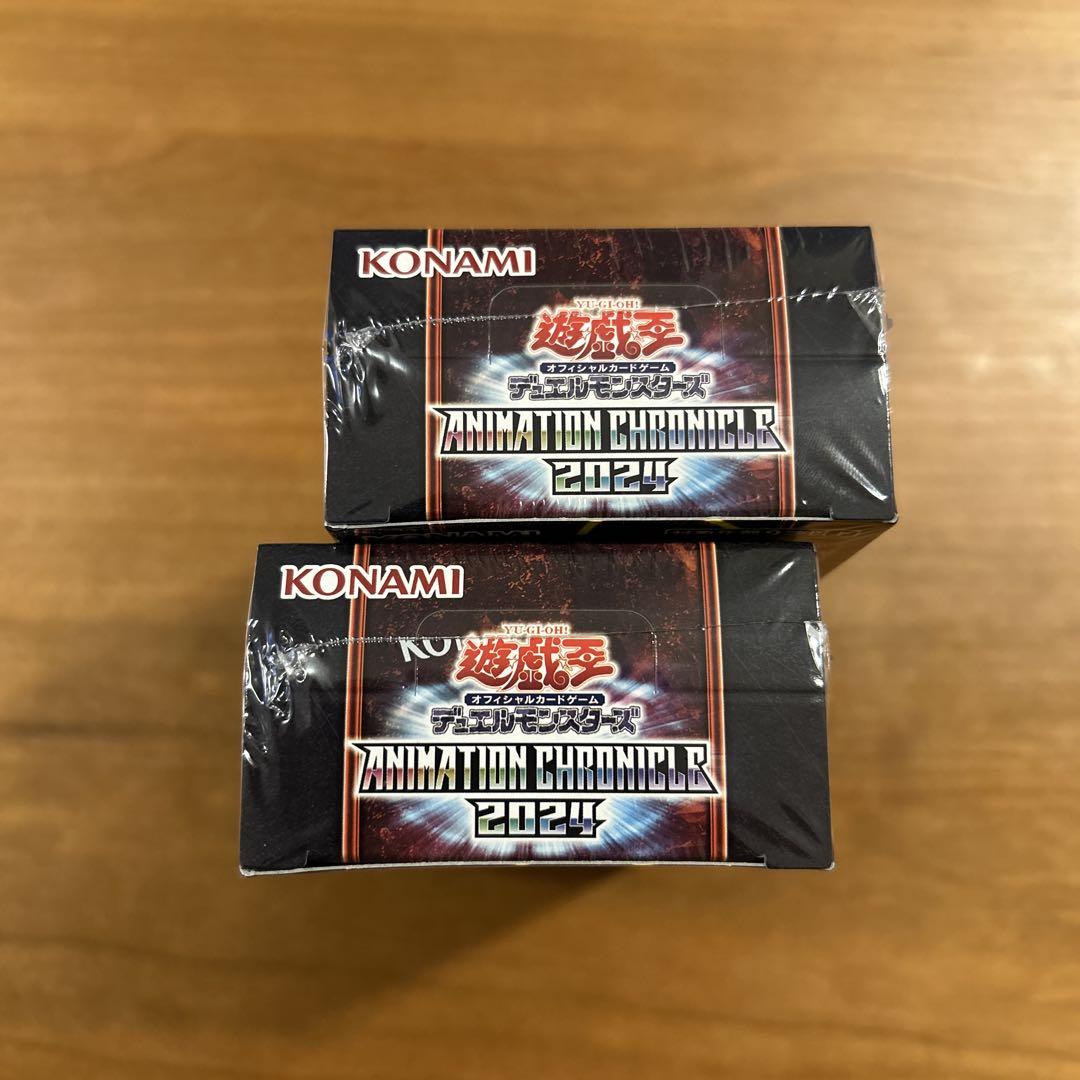 KONAMI
YU-GI-OH!
遊戯王
オフィシャルカードゲーム
デュエルモンスターズ
ANIMATION CHRONICLE
2024
KONAMI
KONAMI
YU-GI-OH!
KO
遊戯王
オフィシャルカードゲーム
デュエルモンスターズ
ANIMATION CHRONICLE
2024